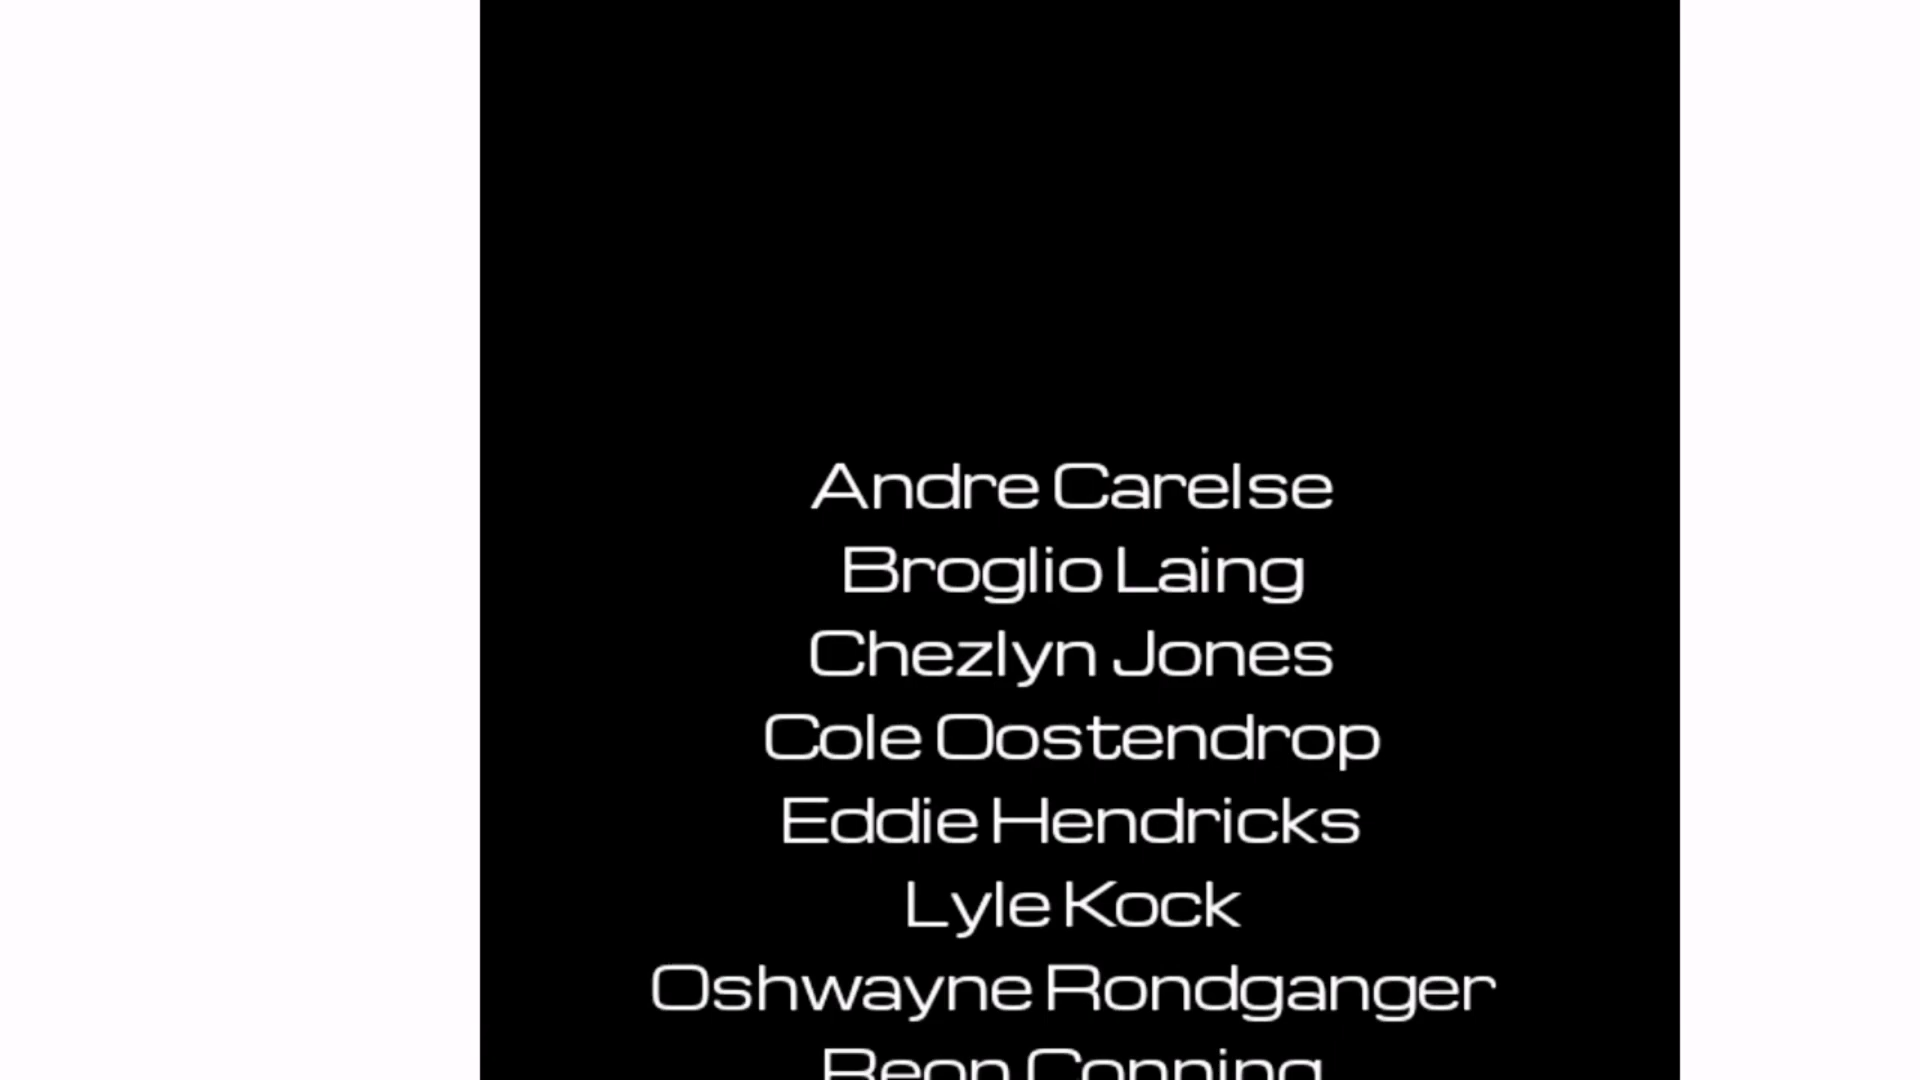 Andre Carelse
Broglio Laing
Chezlyn Jones
Cole Oostendrop
Eddie Hendricks
Lyle Kock
Oshwayne Rondganger